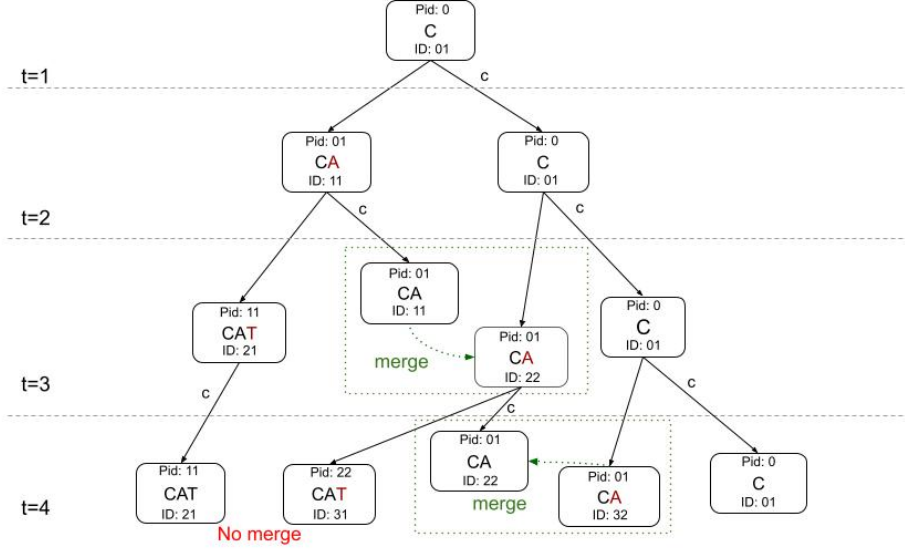 Pid: 0
C
ID: 01
t=1
c
Pid: 01
CA
ID: 11
Pid: 0
C
ID: 01
t=2
c
c
Pid: 01
CA
ID: 11
Pid: 11
CAT
ID: 21
Pid: 0
C
ID: 01
merge
Pid: 01
CA
ID: 22
t=3
c
c
c
Pid: 01
CA
ID: 22
Pid: 11
CAT
ID: 21
Pid: 22
CAT
ID: 31
merge
Pid: 01
CA
ID: 32
Pid: 0
C
ID: 01
t=4
No merge